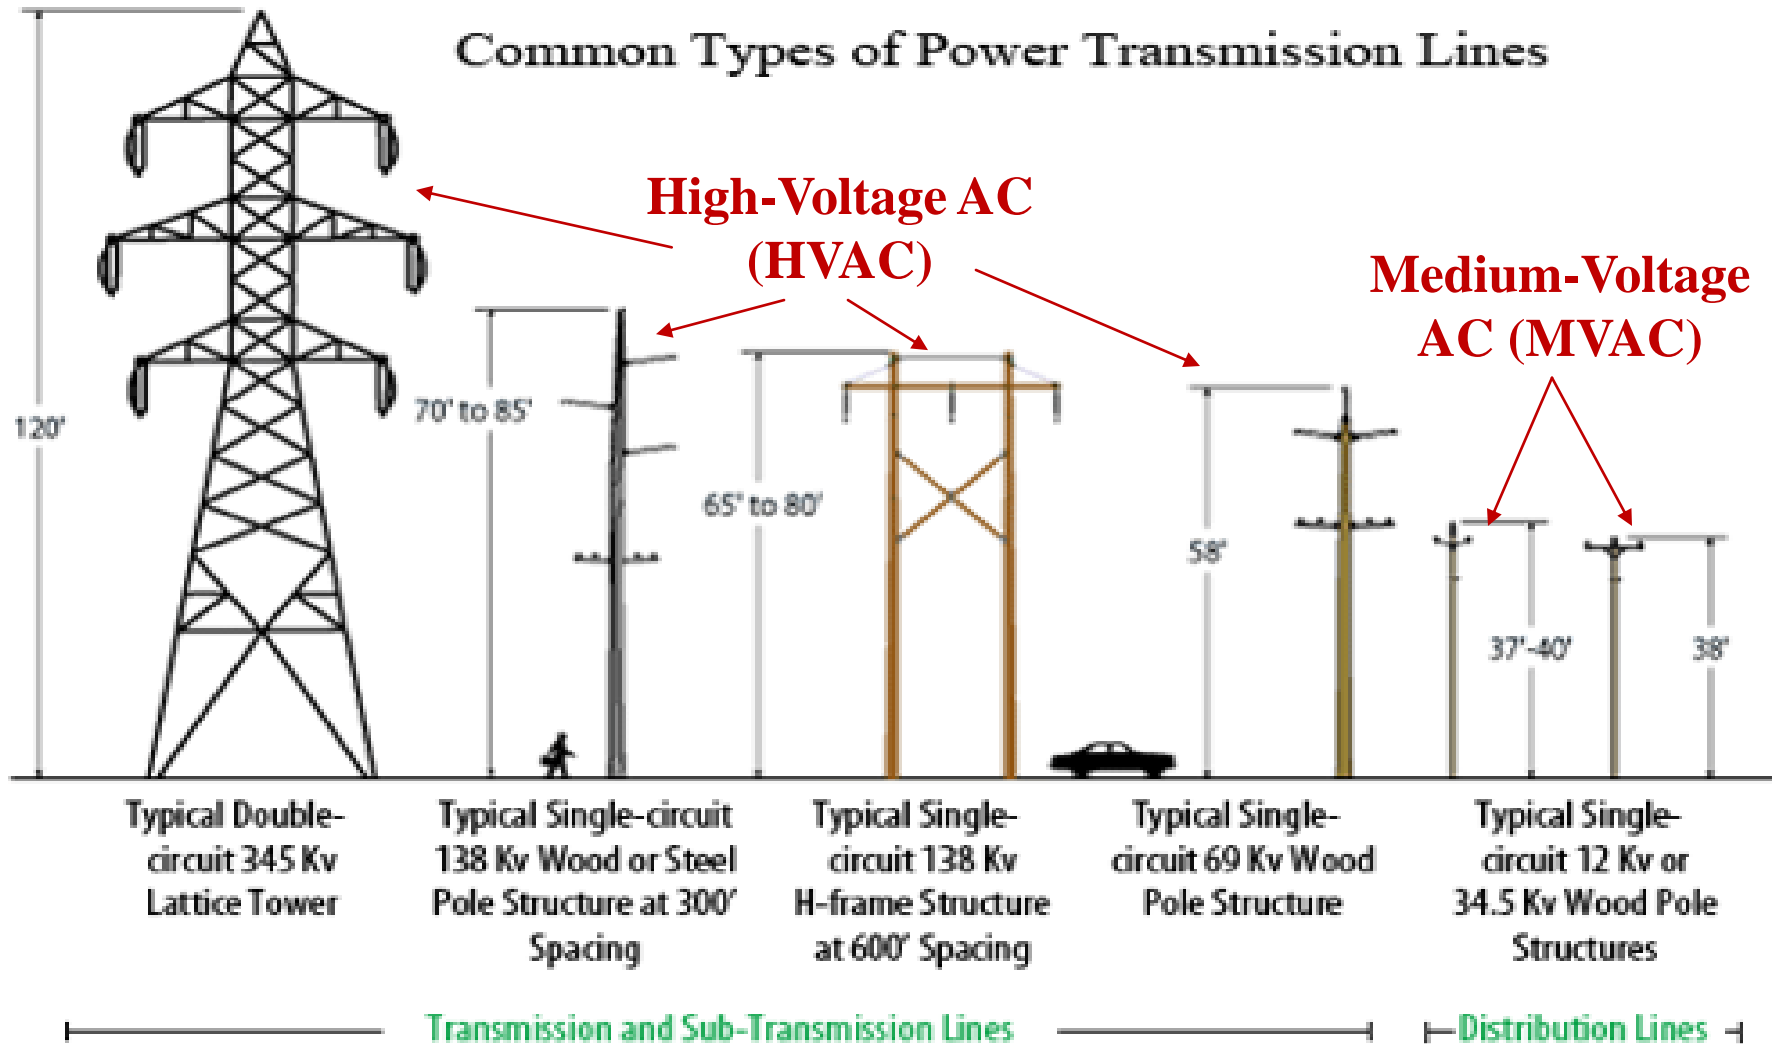 Common Types of Power Transmission Lines
High-Voltage AC
(HVAC)
Medium-Voltage
AC (MVAC)
120'
70' to 85'
65' to 80'
58'
37'-40'
38'
Typical Double-
circuit 345 Kv
Lattice Tower
Typical Single-circuit
138 Kv Wood or Steel
Pole Structure at 300'
Spacing
Typical Single-
circuit 138 Kv
H-frame Structure
at 600' Spacing
Typical Single-
circuit 69 Kv Wood
Pole Structure
Typical Single-
circuit 12 Kv or
34.5 Kv Wood Pole
Structures
Transmission and Sub-Transmission Lines
Distribution Lines